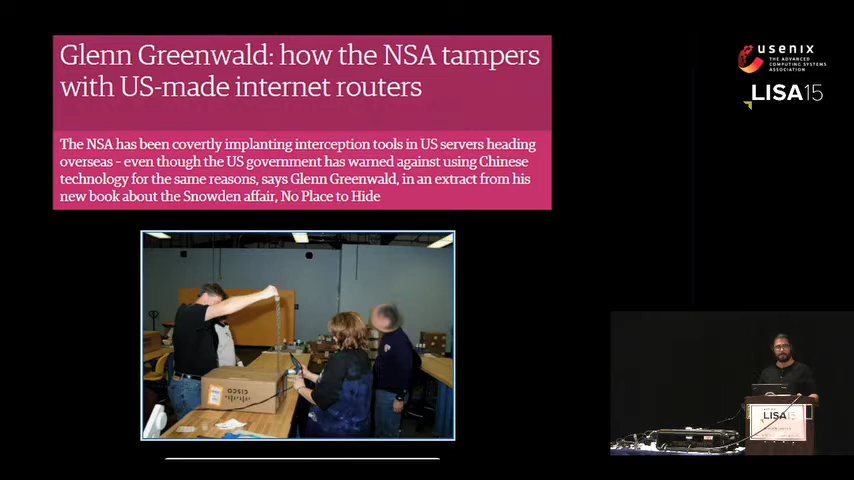 Glenn Greenwald: how the NSA tampers
with US-made internet routers
The NSA has been covertly implanting interception tools in US servers heading
overseas – even though the US government has warned against using Chinese
technology for the same reasons, says Glenn Greenwald, in an extract from his
new book about the Snowden affair, No Place to Hide
usenix
THE ADVANCED
COMPUTING SYSTEMS
ASSOCIATION
LISA15
CISCO
LISA15